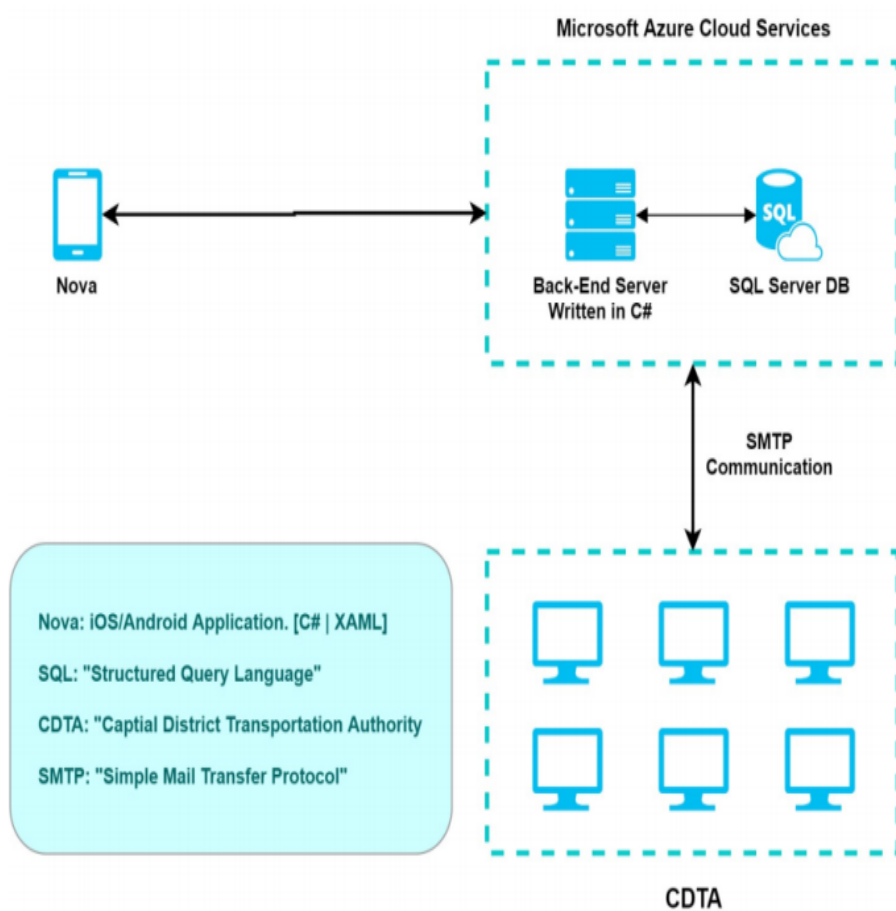 Microsoft Azure Cloud Services
SQL
Nova
Back-End Server
Written in C#
SQL Server DB
SMTP
Communication
Nova: iOS/Android Application. [C# | XAML]
SQL: "Structured Query Language"
CDTA: "Captial District Transportation Authority
SMTP: "Simple Mail Transfer Protocol"
CDTA